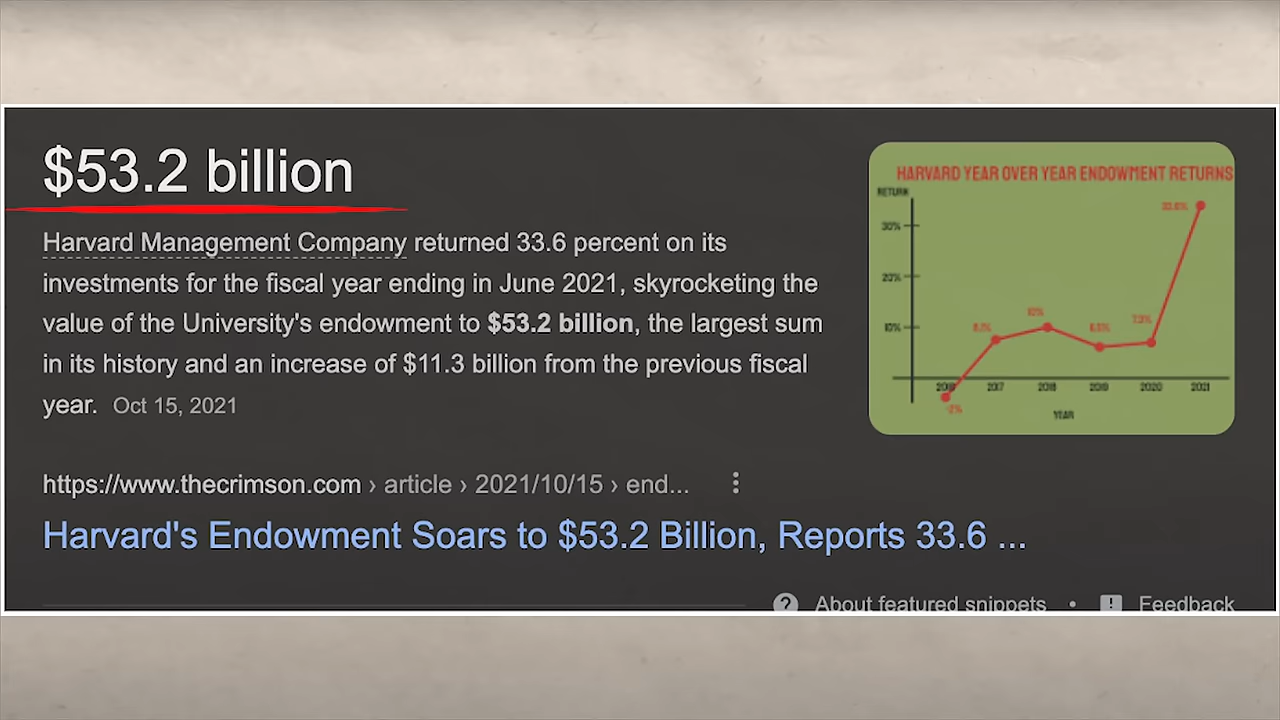 $53.2 billion
Harvard Management Company returned 33.6 percent on its
investments for the fiscal year ending in June 2021, skyrocketing the
value of the University's endowment to $53.2 billion, the largest sum
in its history and an increase of $11.3 billion from the previous fiscal
year. Oct 15, 2021
https://www.thecrimson.com › article › 2021/10/15 › end...
Harvard's Endowment Soars to $53.2 Billion, Reports 33.6 ...
About featured snippets • Feedback
HARVARD YEAR OVER YEAR ENDOWMENT RETURNS
RETURN
33.6%
30%
20%
10%
10%
-2%
2016 2017 2018 2019 2020 2021
YEAR